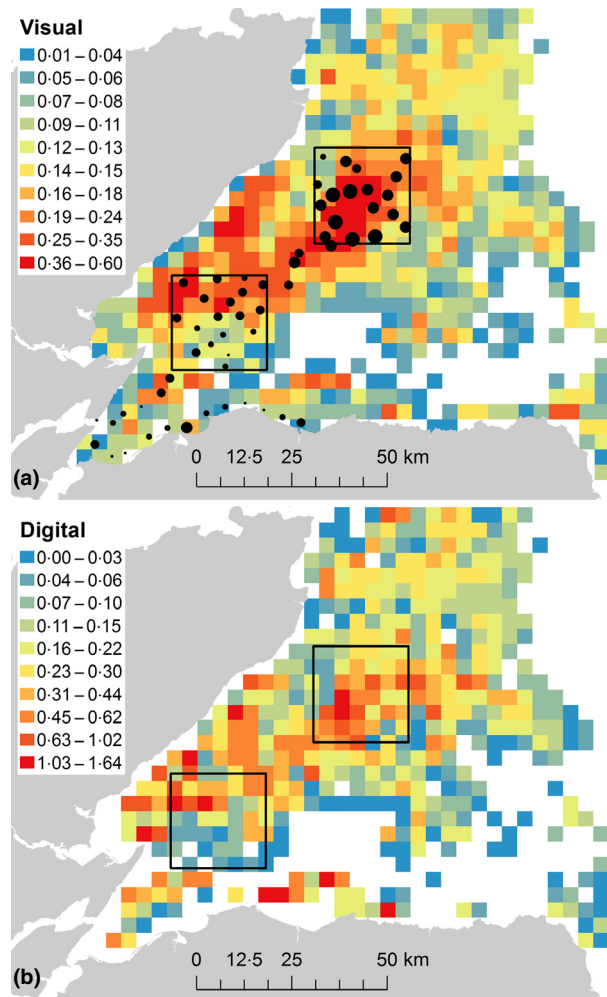 Visual
0·01 – 0·04
0·05 – 0·06
0·07 – 0·08
0·09 – 0·11
0·12 – 0·13
0·14 – 0·15
0·16 – 0·18
0·19 – 0·24
0·25 – 0·35
0·36 – 0·60
0 12·5 25 50 km
(a)
Digital
0·00 – 0·03
0·04 – 0·06
0·07 – 0·10
0·11 – 0·15
0·16 – 0·22
0·23 – 0·30
0·31 – 0·44
0·45 – 0·62
0·63 – 1·02
1·03 – 1·64
0 12·5 25 50 km
(b)